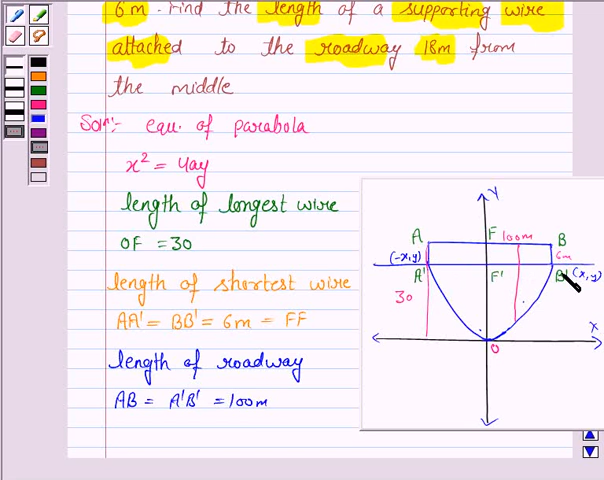 6 m. Find the length of a supporting wire
attached to the roadway 18m from
the middle
Soln:- equ. of parabola
x² = 4ay
length of longest wire
OF = 30
length of shortest wire
AA' = BB' = 6m = FF
length of roadway
AB = A'B' = 100m
Y
A F 100m B
(-x,y) 6m
A' F' B' (x,y)
30
X
O